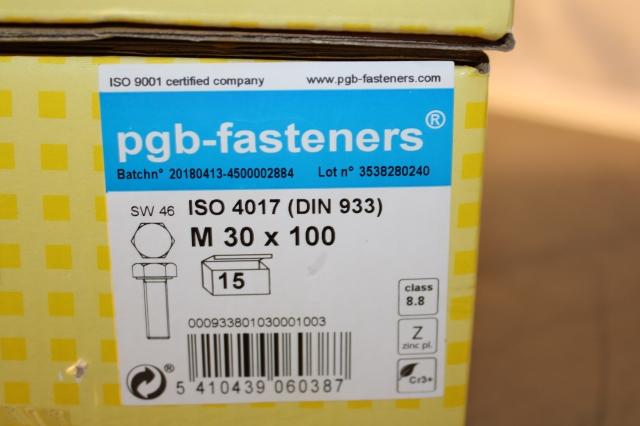 ISO 9001 certified company www.pgb-fasteners.com
pgb-fasteners®
Batchn° 20180413-4500002884 Lot n° 3538280240
SW 46 ISO 4017 (DIN 933)
M 30 x 100
15
class
8.8
Z
zinc pl.
Cr3+
000933801030001003
®
5 410439 060387